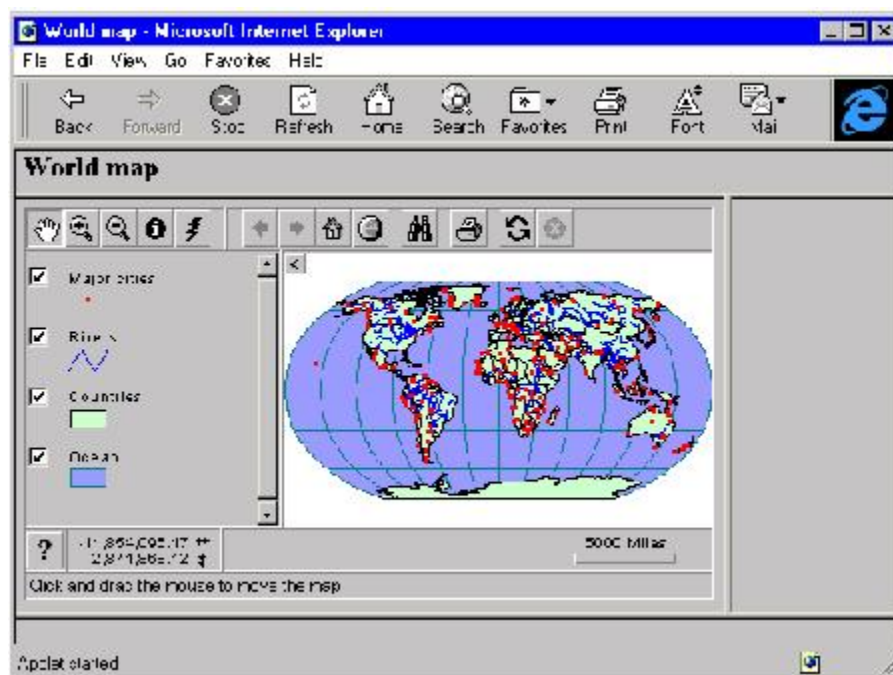 World map - Microsoft Internet Explorer
File Edit View Go Favorites Help
Back Forward Stop Refresh Home Search Favorites Print Font Mail
World map
Major cities
Rivers
Countries
Ocean
5000 Miles
Click and drag the mouse to move the map
Applet started